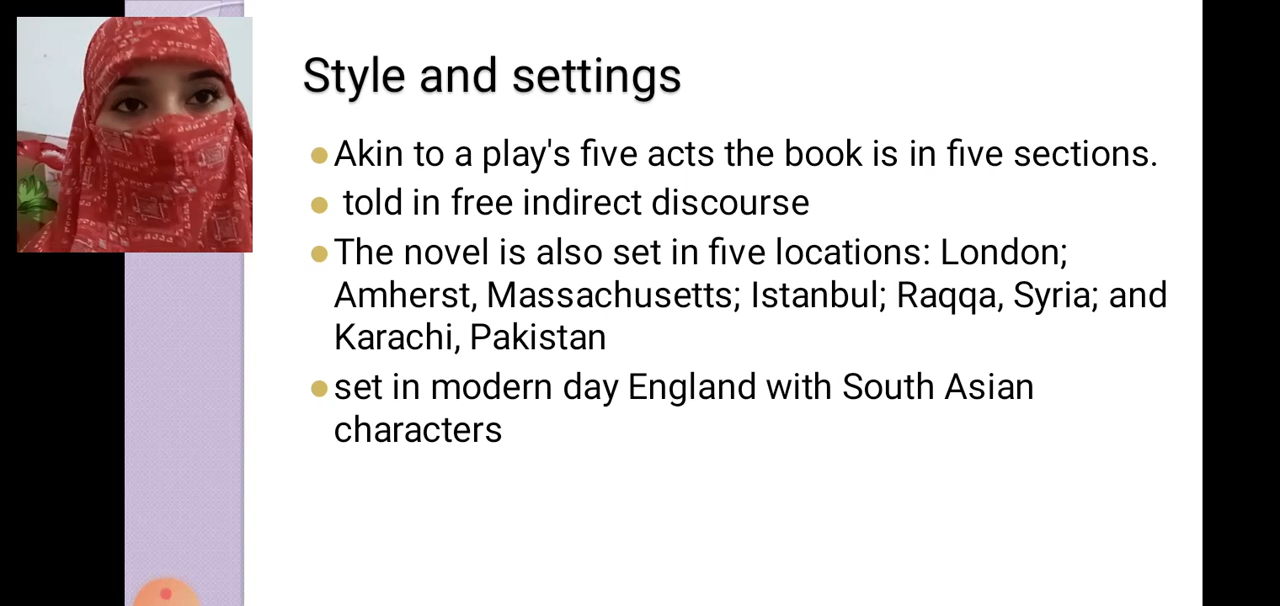 Style and settings
Akin to a play's five acts the book is in five sections.
told in free indirect discourse
The novel is also set in five locations: London;
Amherst, Massachusetts; Istanbul; Raqqa, Syria; and
Karachi, Pakistan
set in modern day England with South Asian
characters